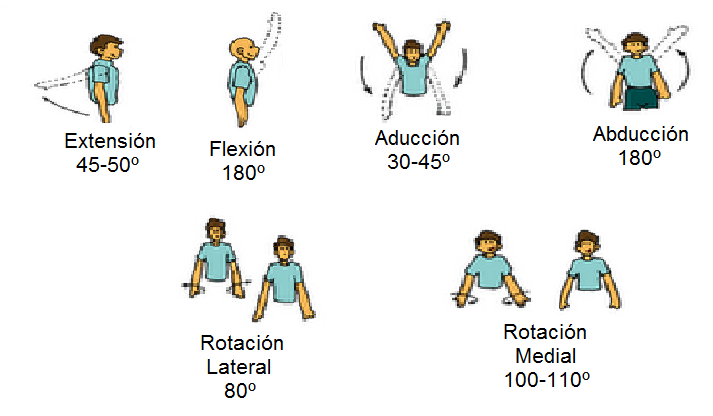 Extensión
45-50º
Flexión
180º
Aducción
30-45º
Abducción
180º
Rotación
Lateral
80º
Rotación
Medial
100-110º